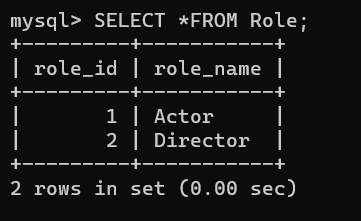 mysql> SELECT *FROM Role;
+---------+-----------+
| role_id | role_name |
+---------+-----------+
|       1 | Actor     |
|       2 | Director  |
+---------+-----------+
2 rows in set (0.00 sec)